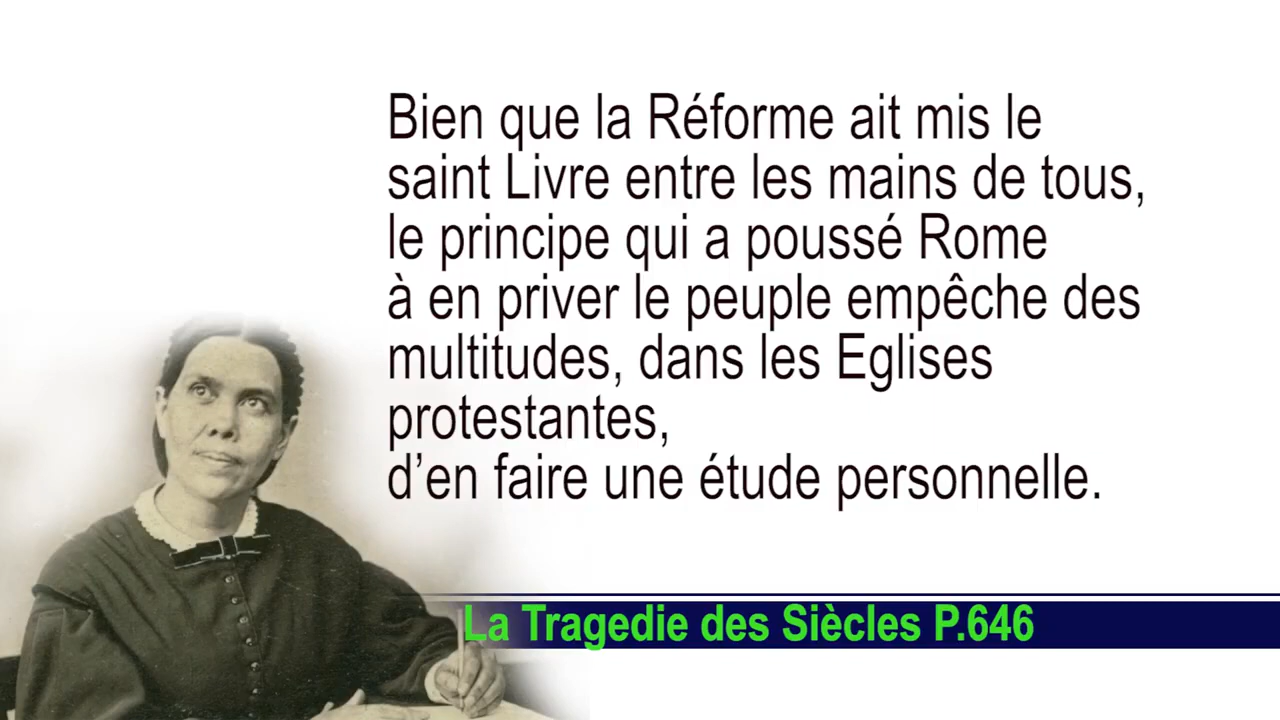 Bien que la Réforme ait mis le
saint Livre entre les mains de tous,
le principe qui a poussé Rome
à en priver le peuple empêche des
multitudes, dans les Eglises
protestantes,
d’en faire une étude personnelle.
La Tragedie des Siècles P.646